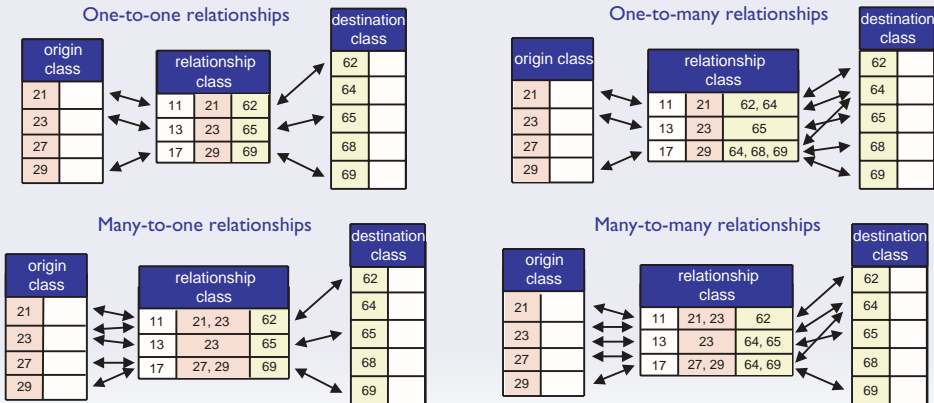 One-to-one relationships
origin
class
21
23
27
29
relationship
class
11 21 62
13 23 65
17 29 69
destination
class
62
64
65
68
69
One-to-many relationships
origin class
21
23
27
29
relationship
class
11 21 62, 64
13 23 65
17 29 64, 68, 69
destination
class
62
64
65
68
69
Many-to-one relationships
origin
class
21
23
27
29
relationship
class
11 21, 23 62
13 23 65
17 27, 29 69
destination
class
62
64
65
68
69
Many-to-many relationships
origin
class
21
23
27
29
relationship
class
11 21, 23 62
13 23 64, 65
17 27, 29 64, 69
destination
class
62
64
65
68
69